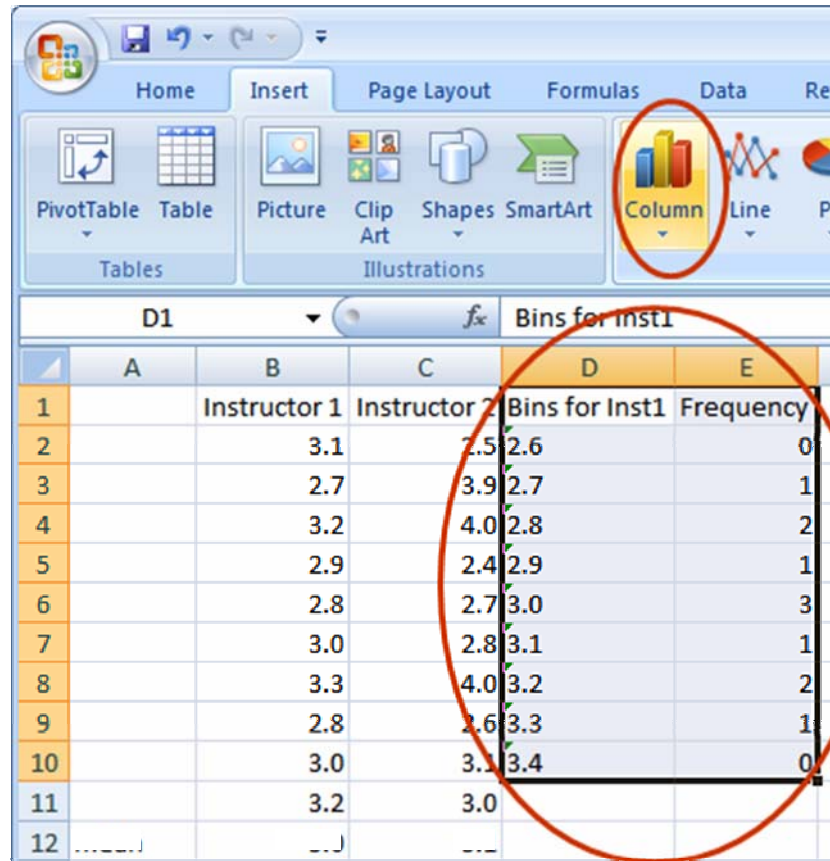 Home Insert Page Layout Formulas Data
PivotTable Table Picture Clip Art Shapes SmartArt Column Line
Tables Illustrations
D1 fx Bins for Inst1
A B C D E
1 Instructor 1 Instructor 2 Bins for Inst1 Frequency
2 3.1 2.5 2.6 0
3 2.7 3.9 2.7 1
4 3.2 4.0 2.8 2
5 2.9 2.4 2.9 1
6 2.8 2.7 3.0 3
7 3.0 2.8 3.1 1
8 3.3 4.0 3.2 2
9 2.8 2.6 3.3 1
10 3.0 3.1 3.4 0
11 3.2 3.0
12